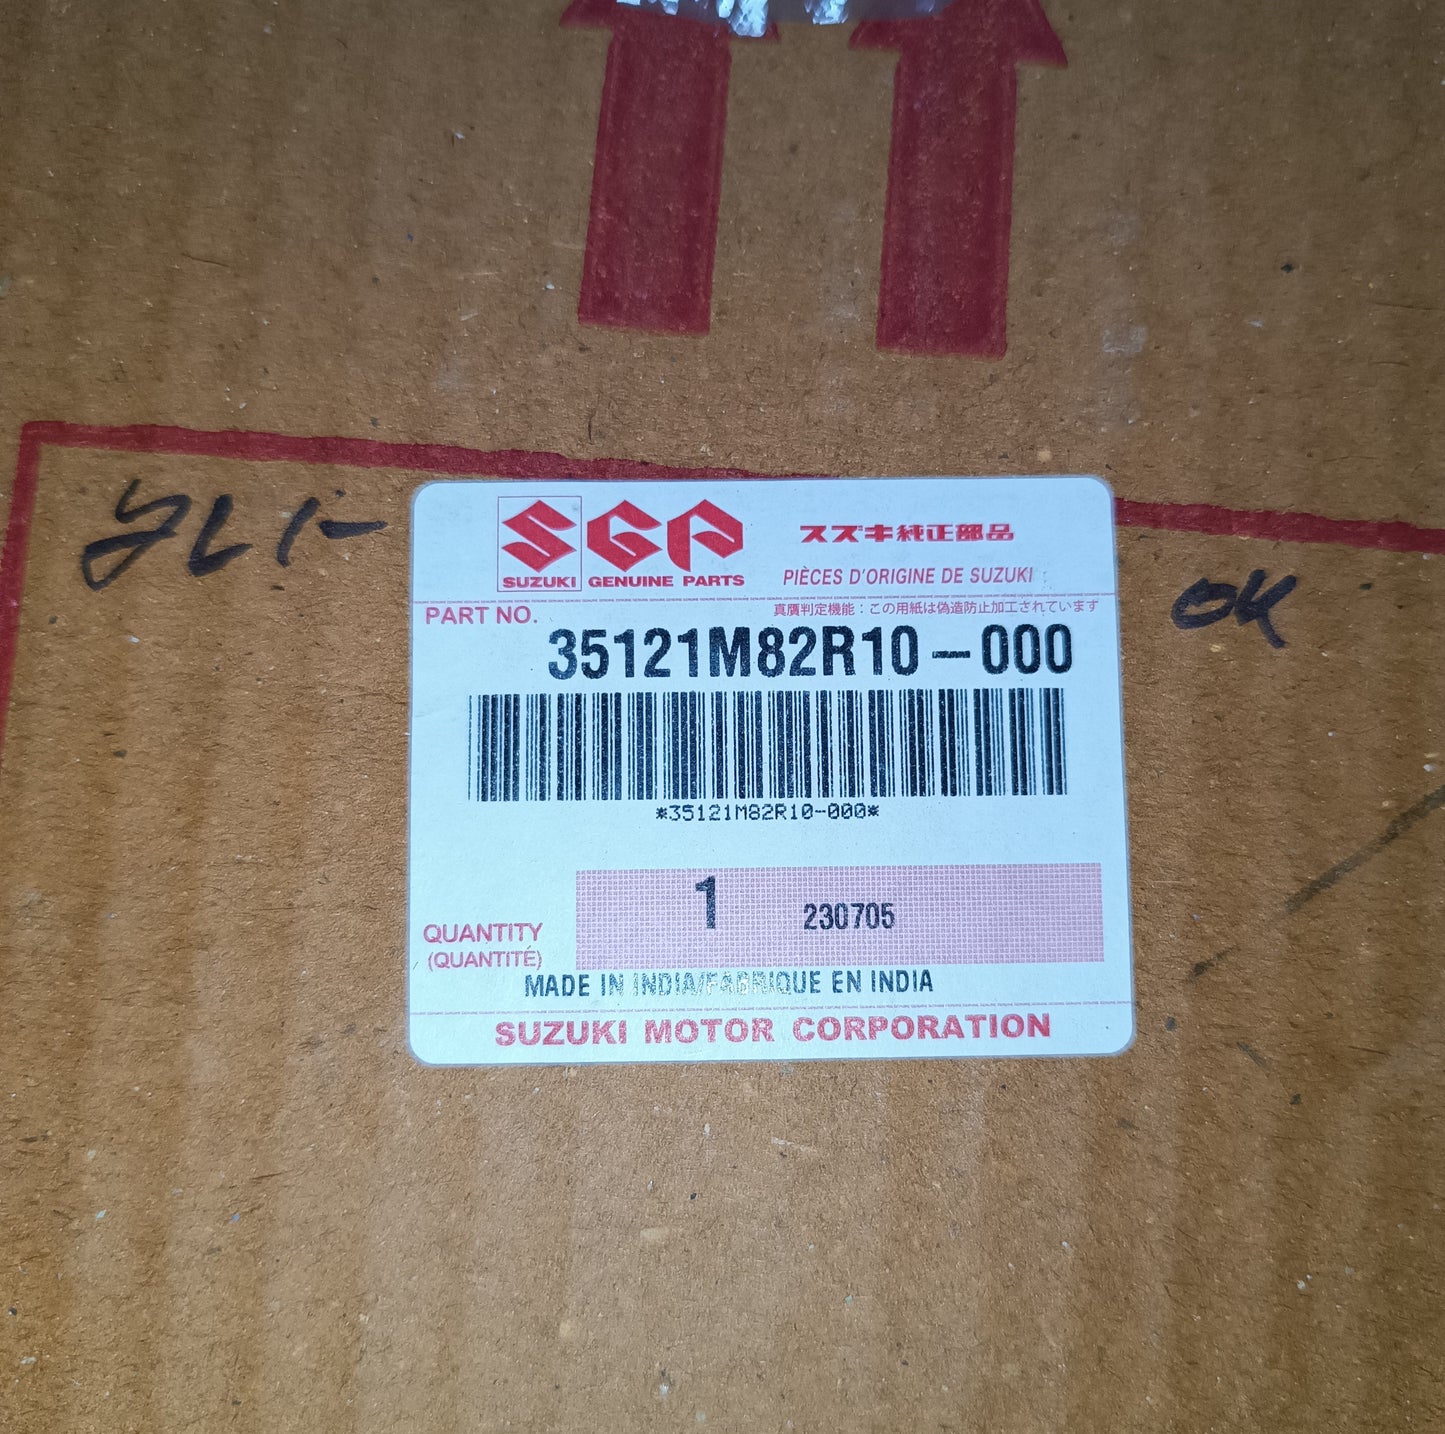 SGP スズキ純正部品
SUZUKI GENUINE PARTS PIÈCES D'ORIGINE DE SUZUKI
PART NO. 真贋判定機能：この用紙は偽造防止加工されています
35121M82R10-000
*35121M82R10-000*
1 230705
QUANTITY
(QUANTITÉ)
MADE IN INDIA/FABRIQUE EN INDIA
SUZUKI MOTOR CORPORATION
OK